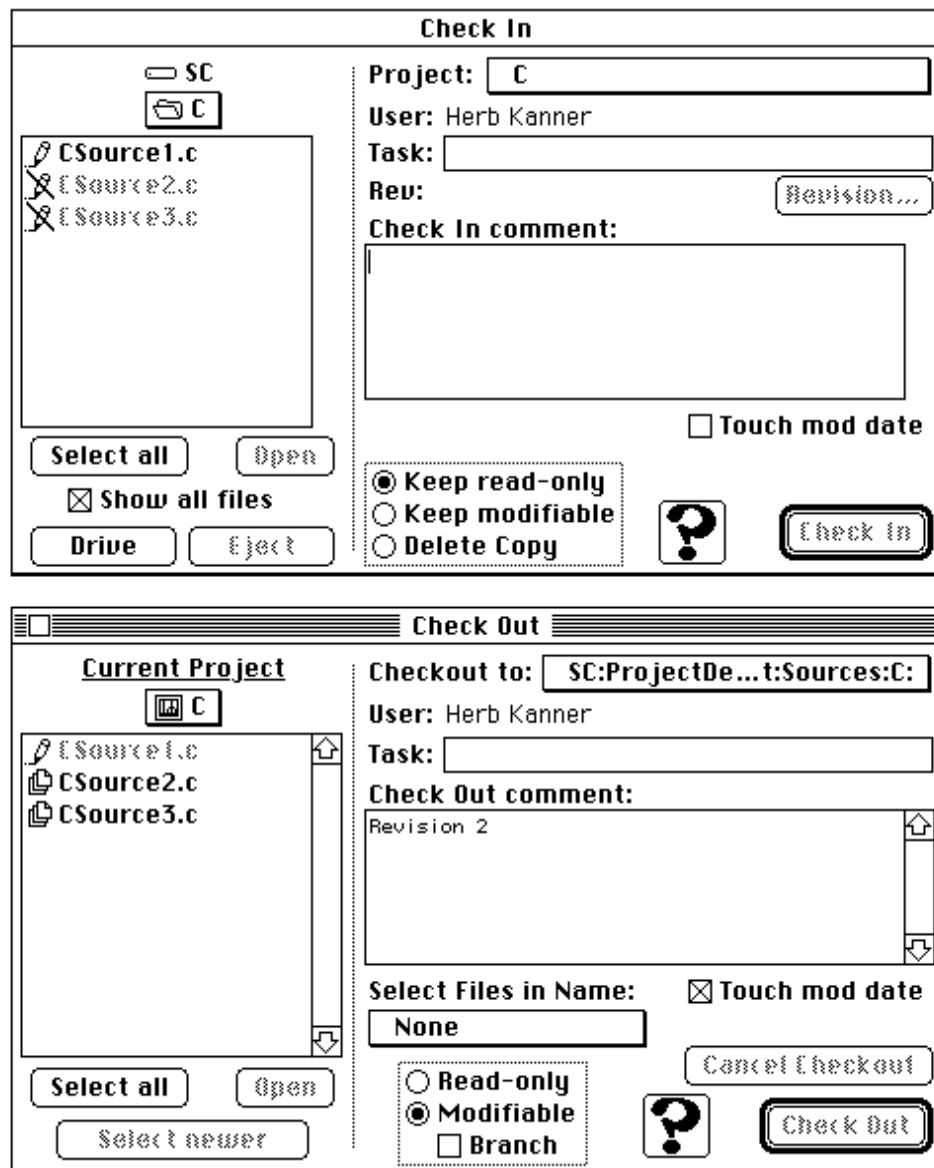 Check In
SC
C
CSource1.c
CSource2.c
CSource3.c
Select all
Open
Show all files
Drive
Eject
Project: C
User: Herb Kanner
Task:
Rev:
Revision...
Check In comment:
Touch mod date
Keep read-only
Keep modifiable
Delete Copy
?
Check In
Check Out
Current Project
C
CSource1.c
CSource2.c
CSource3.c
Select all
Open
Select newer
Checkout to: SC:ProjectDe...t:Sources:C:
User: Herb Kanner
Task:
Check Out comment:
Revision 2
Select Files in Name:
None
Touch mod date
Read-only
Modifiable
Branch
?
Cancel Checkout
Check Out